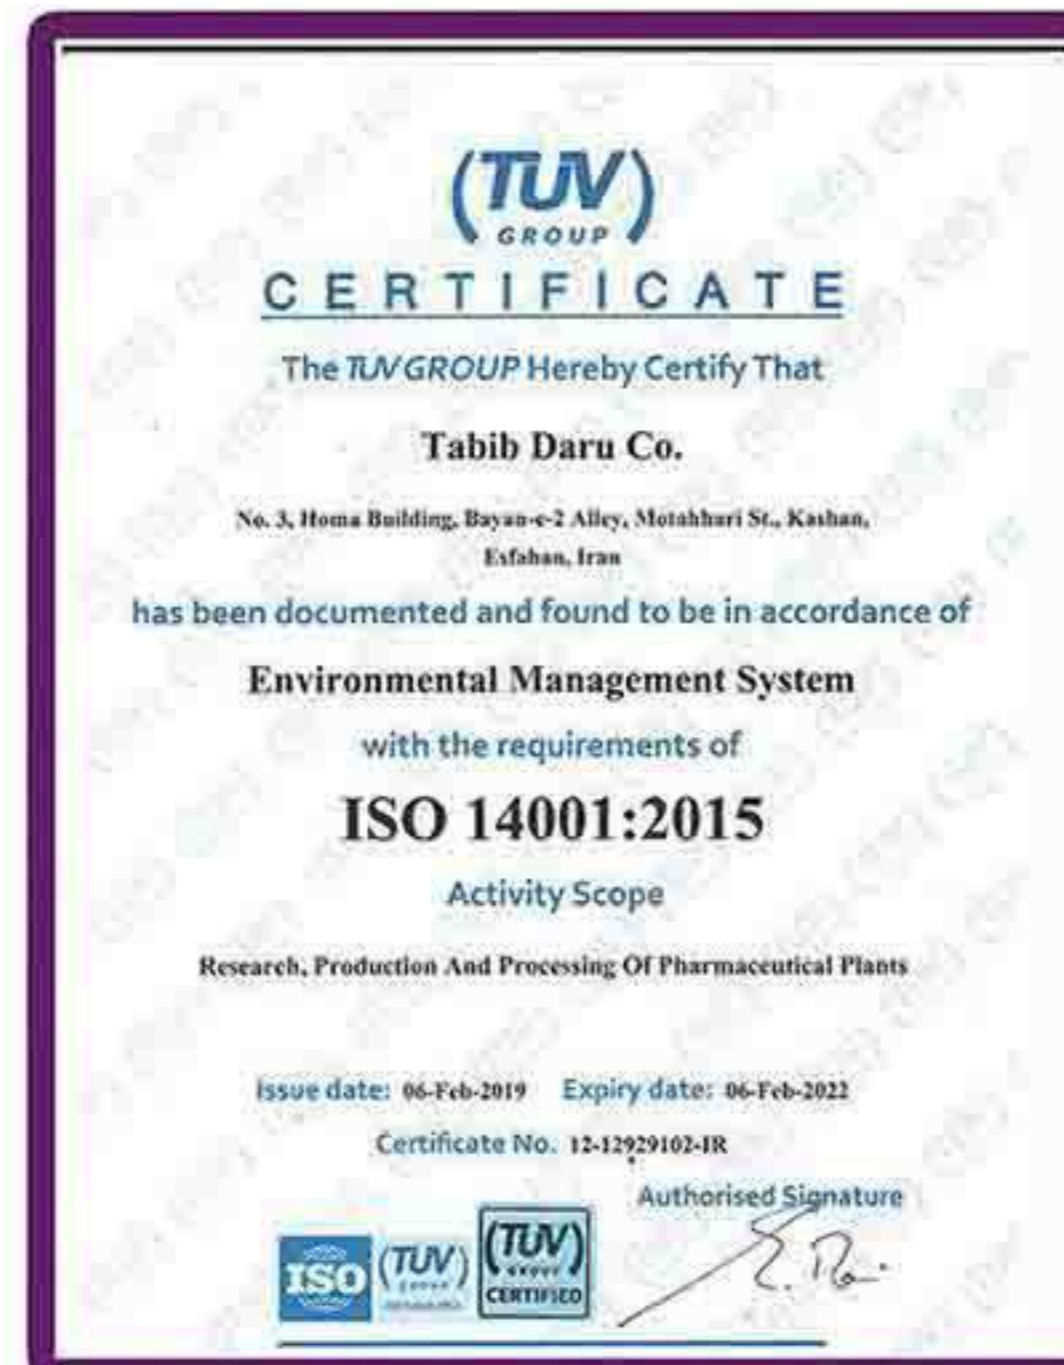 (TUV)
GROUP
CERTIFICATE
The TUV GROUP Hereby Certify That
Tabib Daru Co.
No. 3, Homa Building, Bayan-e-2 Alley, Motahhari St., Kashan,
Esfahan, Iran
has been documented and found to be in accordance of
Environmental Management System
with the requirements of
ISO 14001:2015
Activity Scope
Research, Production And Processing Of Pharmaceutical Plants
Issue date: 06-Feb-2019 Expiry date: 06-Feb-2022
Certificate No. 12-12929102-IR
Authorised Signature
ISO
(TUV)
GROUP
(TUV)
GROUP
CERTIFICO